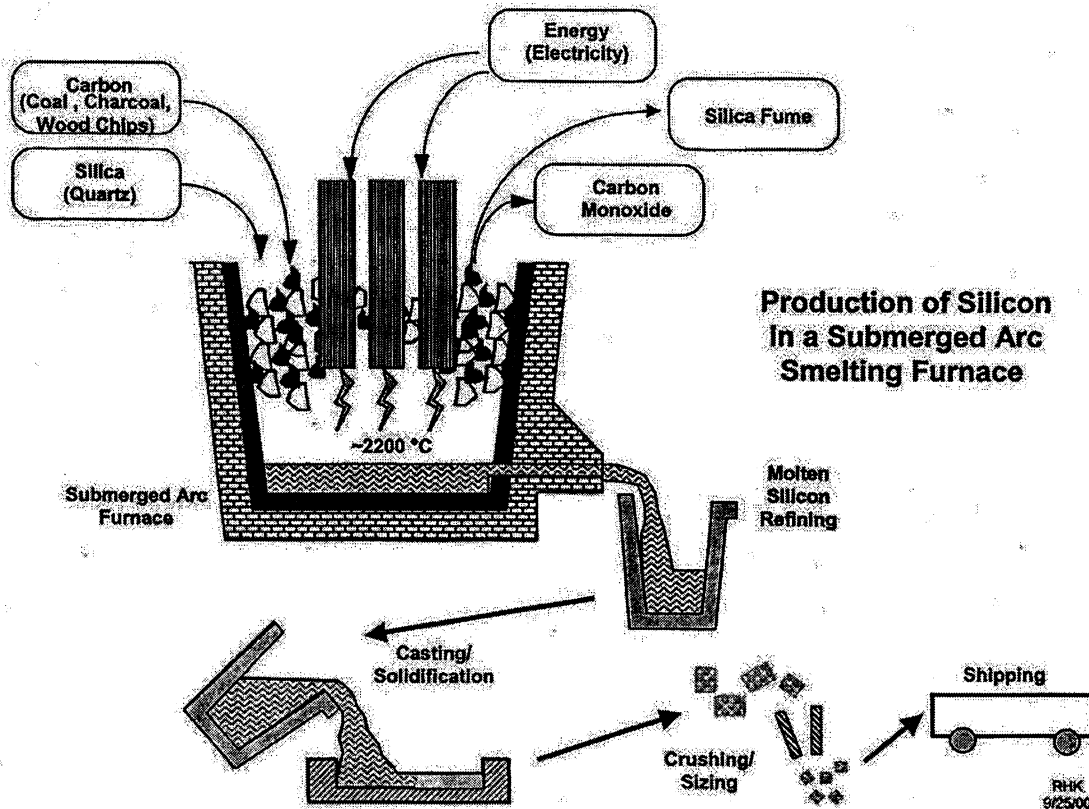 Energy
(Electricity)
Carbon
(Coal , Charcoal,
Wood Chips)
Silica Fume
Silica
(Quartz)
Carbon
Monoxide
Production of Silicon
in a Submerged Arc
Smelting Furnace
~2200 °C
Submerged Arc
Furnace
Molten
Silicon
Refining
Casting/
Solidification
Shipping
Crushing/
Sizing
RHK